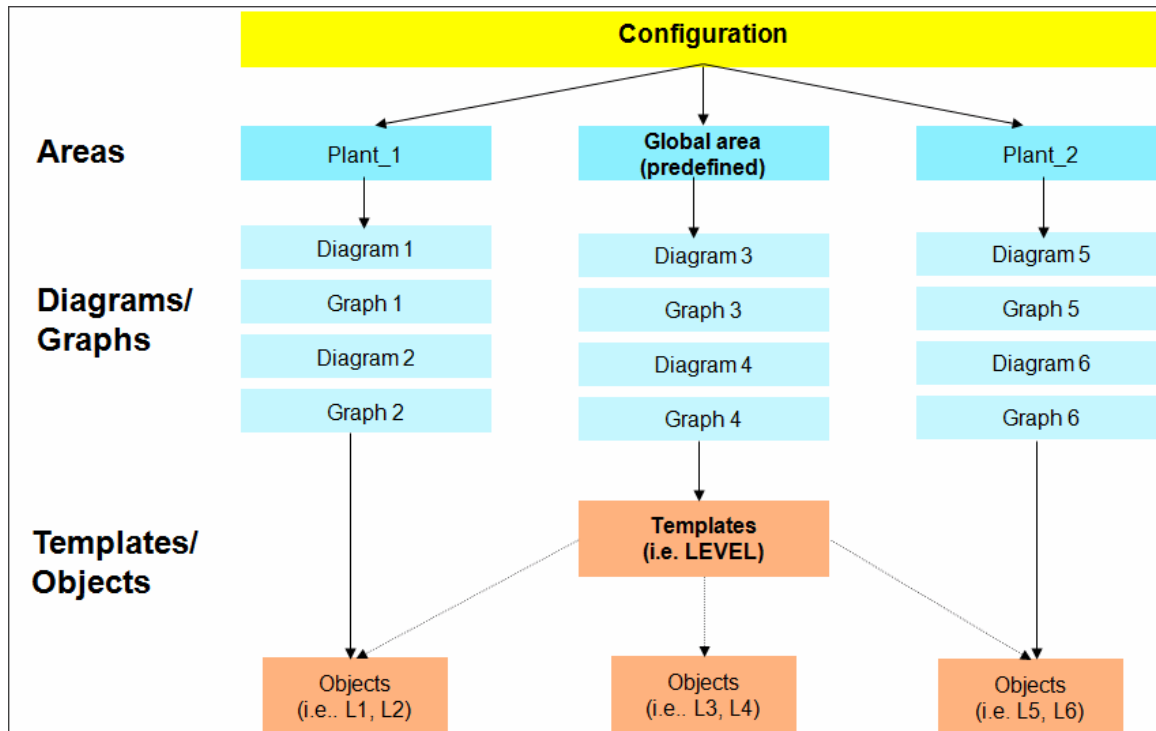 Configuration
Areas
Plant_1
Global area
(predefined)
Plant_2
Diagrams/
Graphs
Diagram 1
Graph 1
Diagram 2
Graph 2
Diagram 3
Graph 3
Diagram 4
Graph 4
Diagram 5
Graph 5
Diagram 6
Graph 6
Templates/
Objects
Templates
(i.e. LEVEL)
Objects
(i.e.. L1, L2)
Objects
(i.e.. L3, L4)
Objects
(i.e. L5, L6)